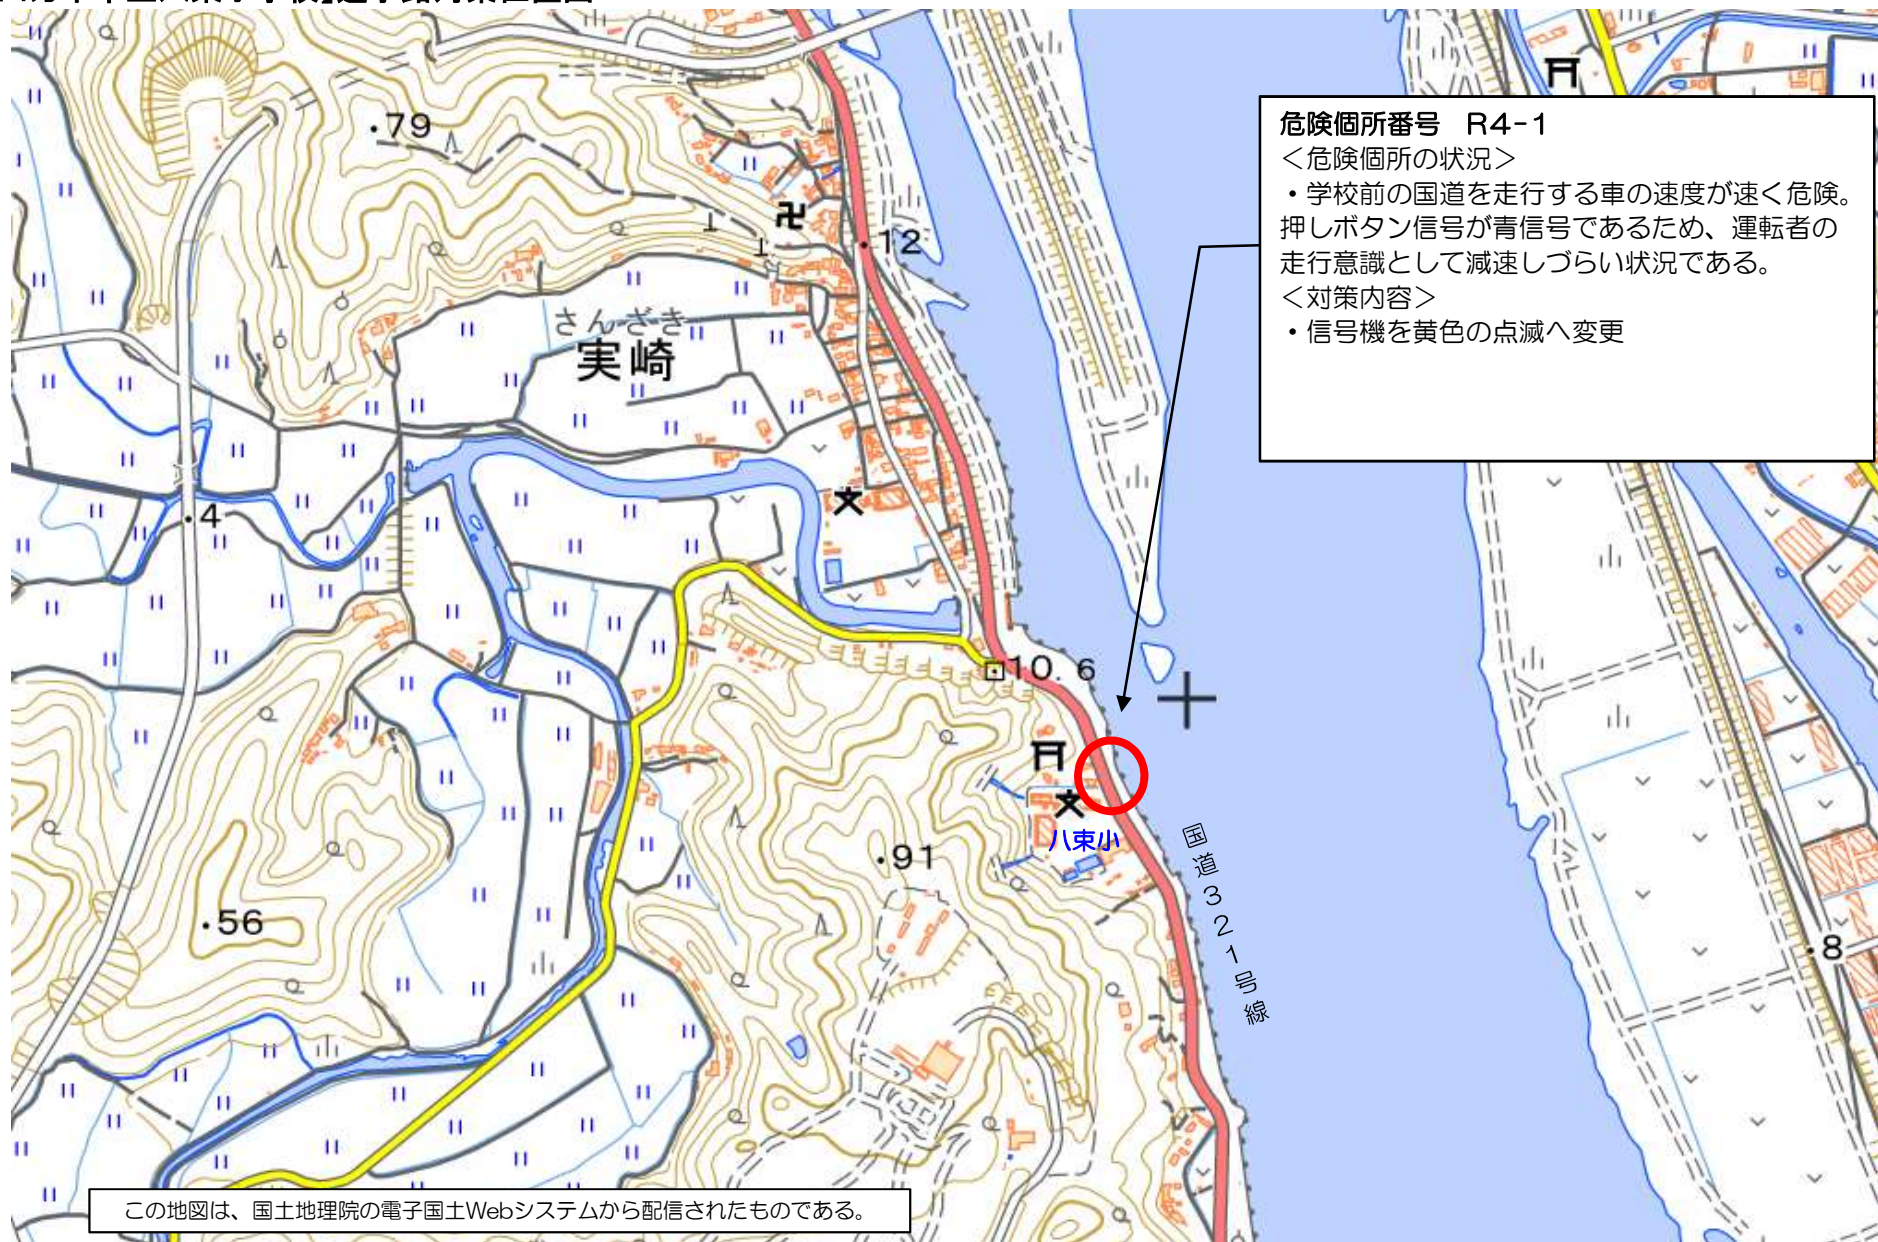 危険個所番号　R4-1
＜危険個所の状況＞
・学校前の国道を走行する車の速度が速く危険。
押しボタン信号が青信号であるため、運転者の
走行意識として減速しづらい状況である。
＜対策内容＞
・信号機を黄色の点滅へ変更
79
12
さんざき
実崎
4
10.6
八束小
91
56
国道321号線
8
この地図は、国土地理院の電子国土Webシステムから配信されたものである。